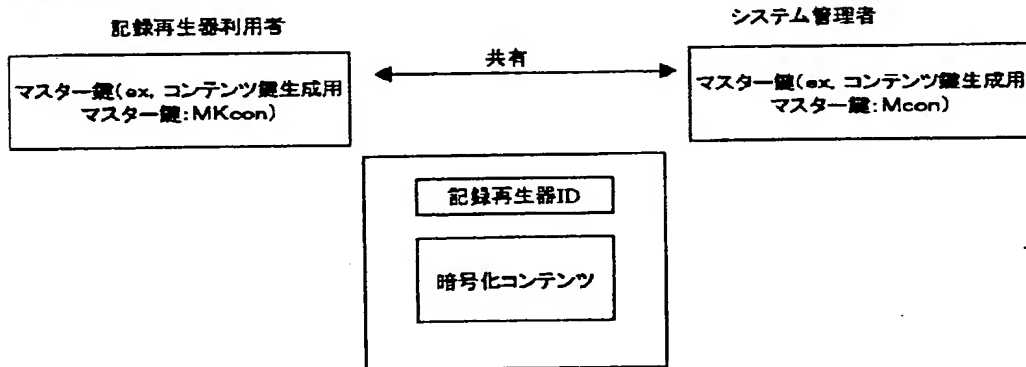 記録再生器利用者
システム管理者
共有
マスター鍵(ex, コンテンツ鍵生成用
マスター鍵:MKcon)
マスター鍵(ex, コンテンツ鍵生成用
マスター鍵:Mcon)
記録再生器ID
暗号化コンテンツ